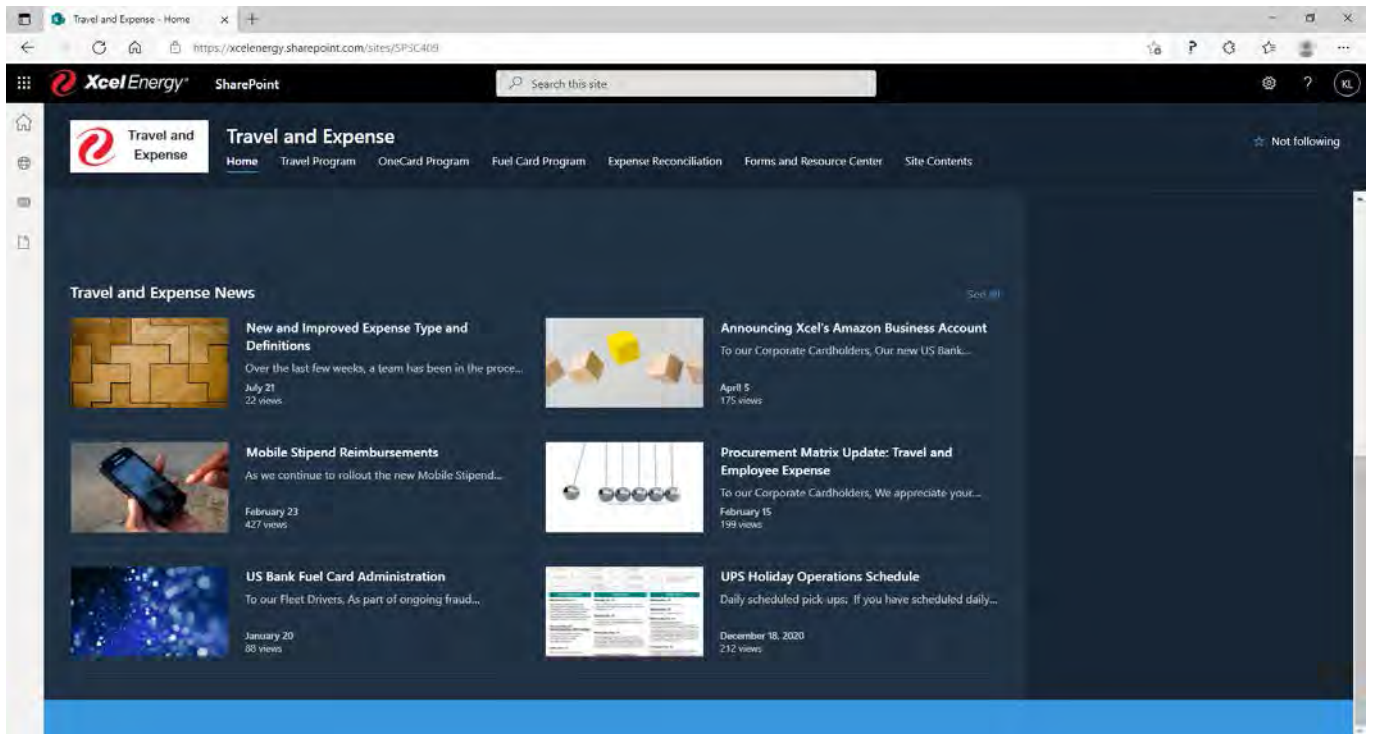 Travel and Expense - Home
https://xcelenergy.sharepoint.com/sites/SPSC409
Xcel Energy®
SharePoint
Search this site
KL
Travel and
Expense
Travel and Expense
Home Travel Program OneCard Program Fuel Card Program Expense Reconciliation Forms and Resource Center Site Contents
Not following
Travel and Expense News
See all
New and Improved Expense Type and
Definitions
Over the last few weeks, a team has been in the proce...
July 21
22 views
Announcing Xcel's Amazon Business Account
To our Corporate Cardholders, Our new US Bank...
April 5
175 views
Mobile Stipend Reimbursements
As we continue to rollout the new Mobile Stipend...
February 23
427 views
Procurement Matrix Update: Travel and
Employee Expense
To our Corporate Cardholders, We appreciate your...
February 15
199 views
US Bank Fuel Card Administration
To our Fleet Drivers, As part of ongoing fraud...
January 20
88 views
UPS Holiday Operations Schedule
Daily scheduled pick-ups: If you have scheduled daily...
December 18, 2020
212 views